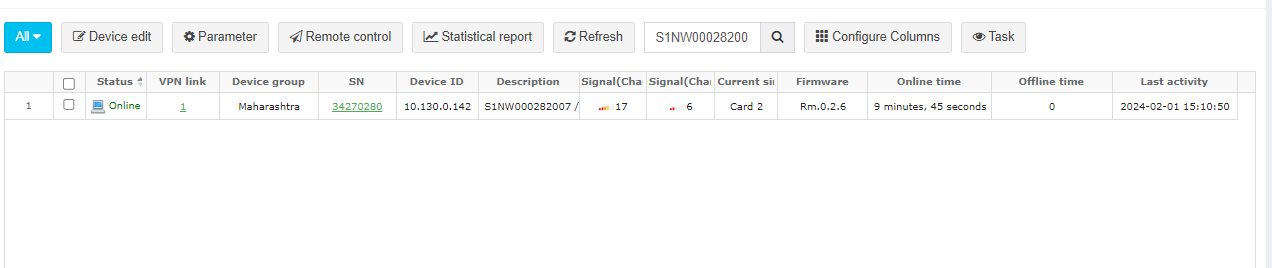 All Device edit Parameter Remote control Statistical report Refresh S1NW00028200 Configure Columns Task
Status VPN link Device group SN Device ID Description Signal(Cha Signal(Cha Current si Firmware Online time Offline time Last activity
1 Online 1 Maharashtra 34270280 10.130.0.142 S1NW000282007 / 17 6 Card 2 Rm.0.2.6 9 minutes, 45 seconds 0 2024-02-01 15:10:50